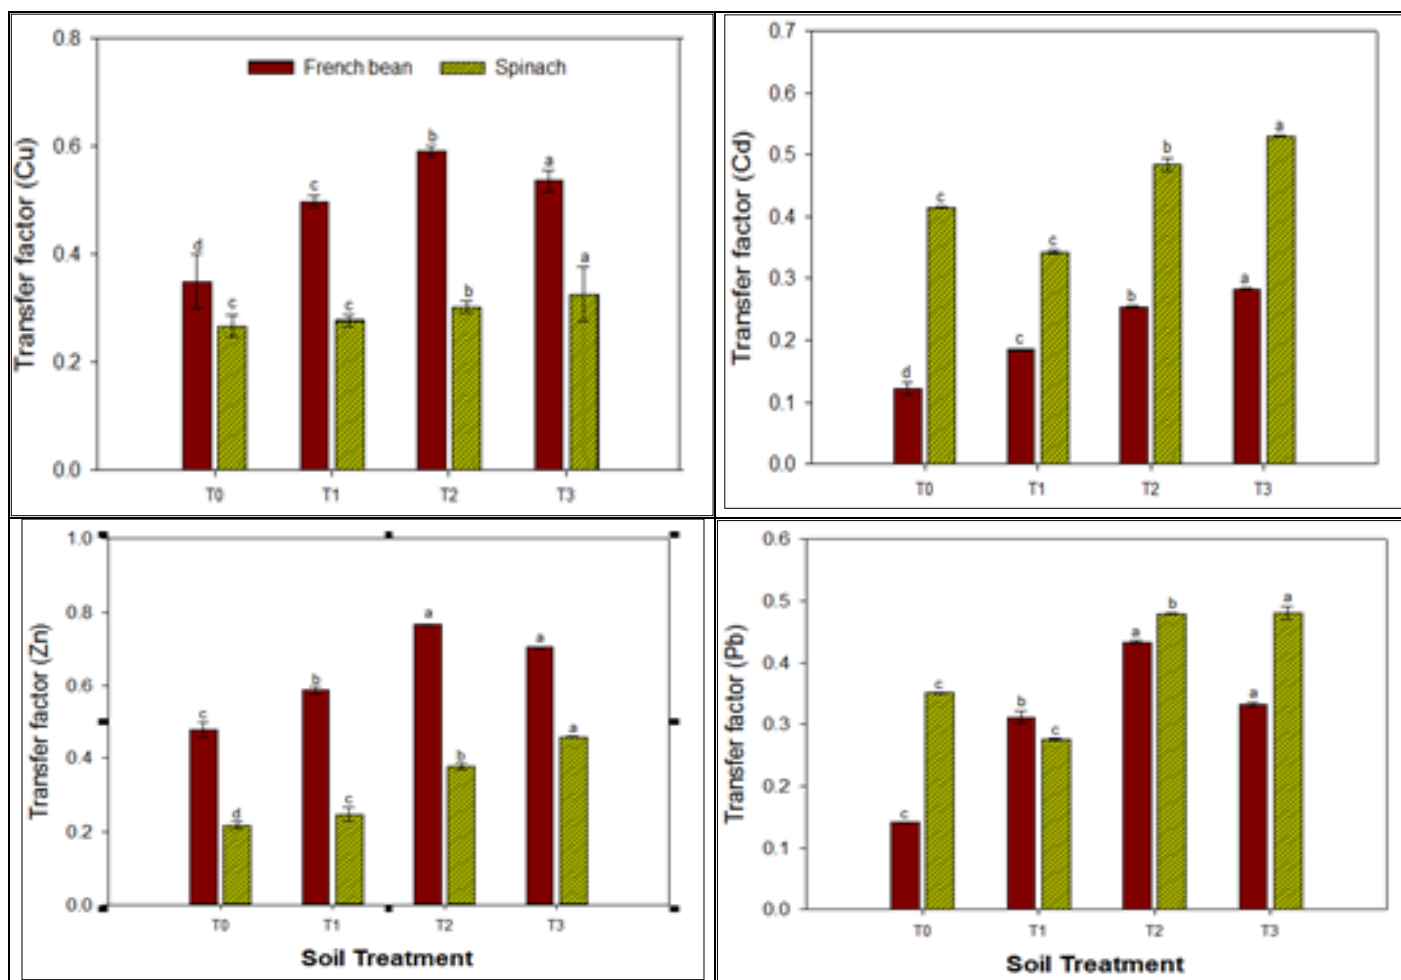 0.8
0.6
0.4
0.2
0.0
Transfer factor (Cu)
French bean
Spinach
d
c
c
c
b
b
a
a
T0
T1
T2
T3
0.7
0.6
0.5
0.4
0.3
0.2
0.1
0.0
Transfer factor (Cd)
d
c
c
c
b
b
a
a
T0
T1
T2
T3
1.0
0.8
0.6
0.4
0.2
0.0
Transfer factor (Zn)
c
d
b
c
a
b
a
a
T0
T1
T2
T3
Soil Treatment
0.6
0.5
0.4
0.3
0.2
0.1
0.0
Transfer factor (Pb)
c
c
b
c
a
b
a
a
T0
T1
T2
T3
Soil Treatment